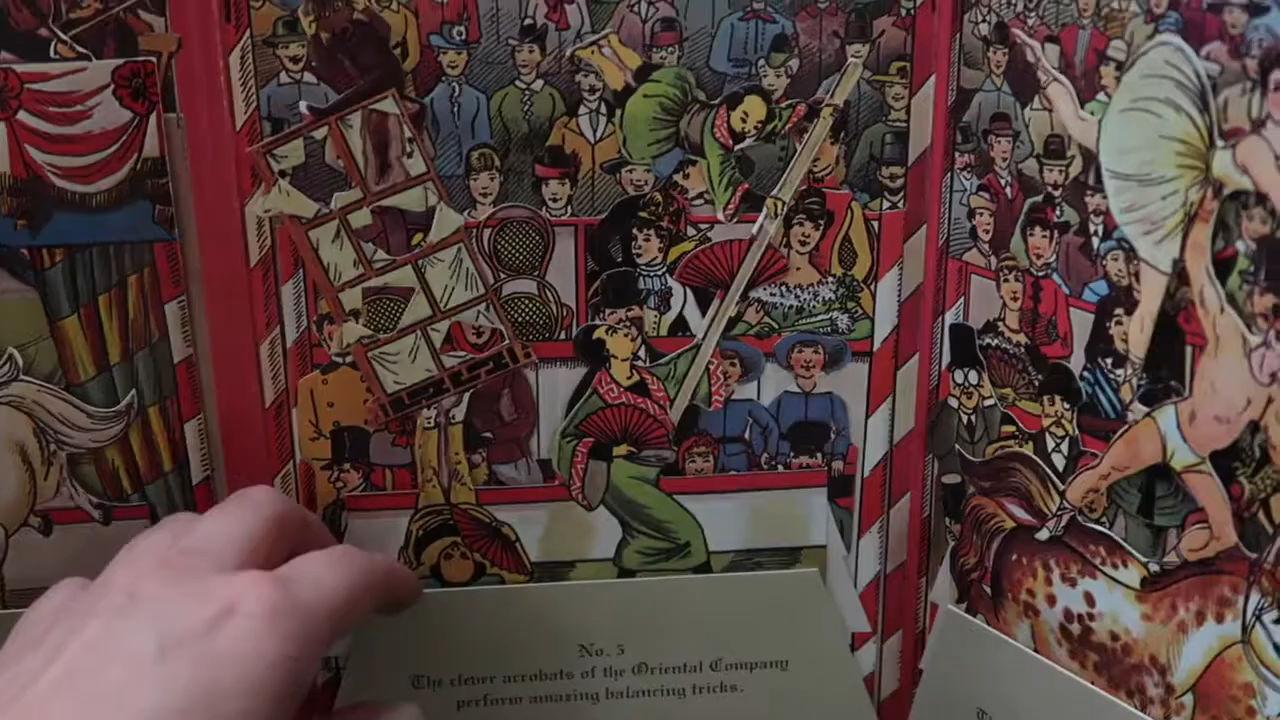 No. 5
The clever acrobats of the Oriental Company
perform amazing balancing tricks.